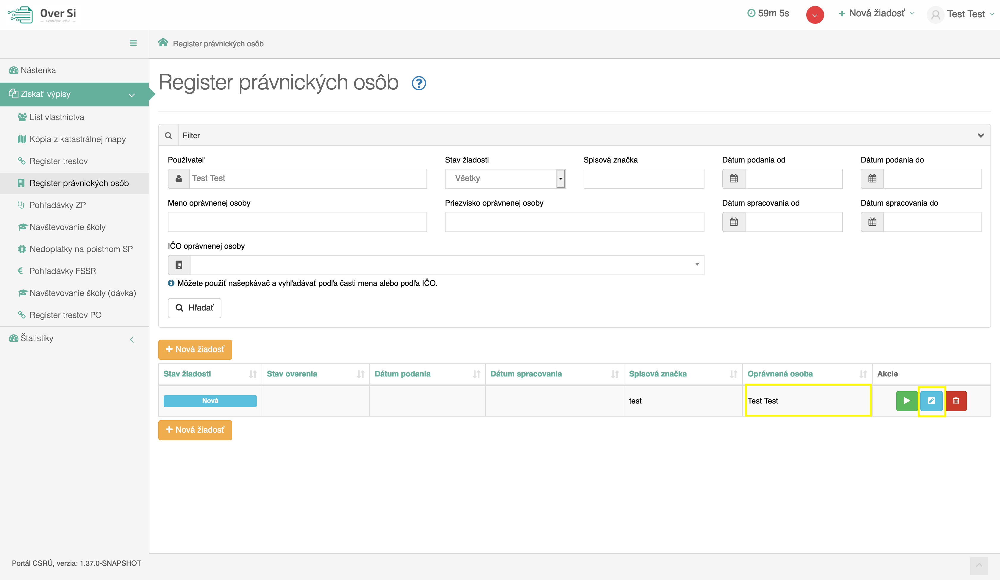 Over Si
– Centrálne údaje –
59m 5s
Nová žiadosť
Test Test
Register právnických osôb
Nástenka
Získať výpisy
List vlastníctva
Kópia z katastrálnej mapy
Register trestov
Register právnických osôb
Pohľadávky ZP
Navštevovanie školy
Nedoplatky na poistnom SP
Pohľadávky FSSR
Navštevovanie školy (dávka)
Register trestov PO
Štatistiky
Register právnických osôb
Filter
Používateľ
Stav žiadosti
Spisová značka
Dátum podania od
Dátum podania do
Test Test
Všetky
Meno oprávnenej osoby
Priezvisko oprávnenej osoby
Dátum spracovania od
Dátum spracovania do
IČO oprávnenej osoby
Môžete použiť našepkávač a vyhľadávať podľa časti mena alebo podľa IČO.
Hľadať
Nová žiadosť
Stav žiadosti Stav overenia Dátum podania Dátum spracovania Spisová značka Oprávnená osoba Akcie
Nová test Test Test
Nová žiadosť
Portál CSRÚ, verzia: 1.37.0-SNAPSHOT